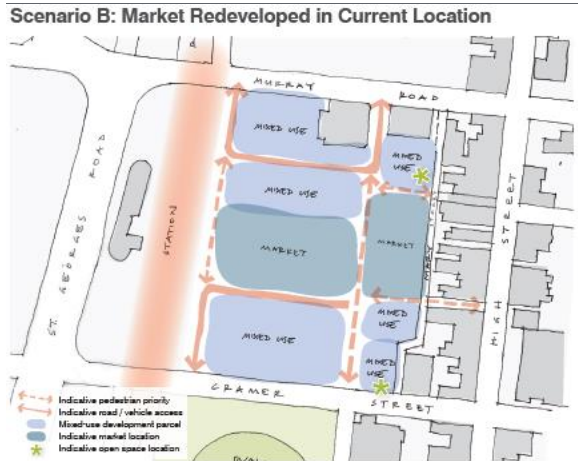 Scenario B: Market Redeveloped in Current Location
MURRAY ROAD
MIXED USE
MIXED
USE
MIXED USE
ST. GEORGES ROAD
STATION
MARKET
MARKET
MARY
HIGH STREET
MIXED USE
MIXED
USE
MIXED
USE
CRAMER STREET
Indicative pedestrian priority
Indicative road / vehicle access
Mixed-use development parcel
Indicative market location
Indicative open space location